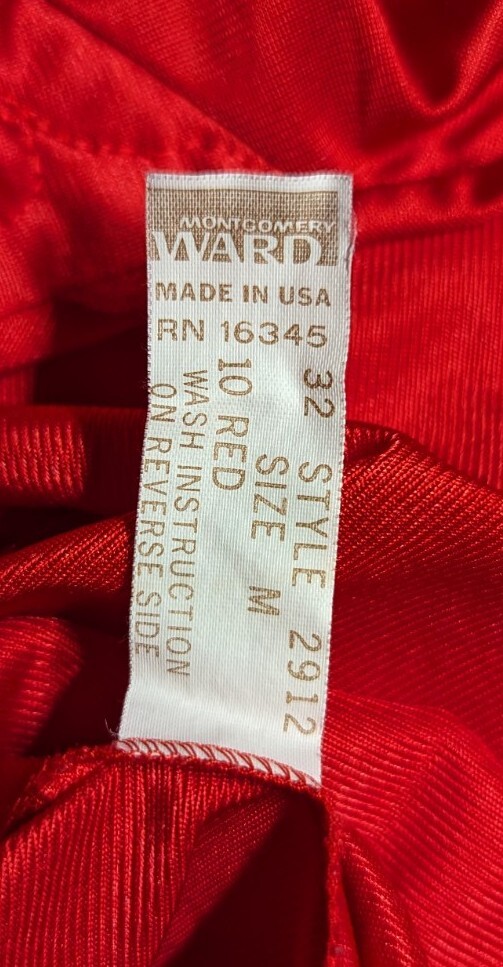 MONTGOMERY
WARD
MADE IN USA
RN 16345
32 STYLE 2912
SIZE M
10 RED
WASH INSTRUCTION
ON REVERSE SIDE